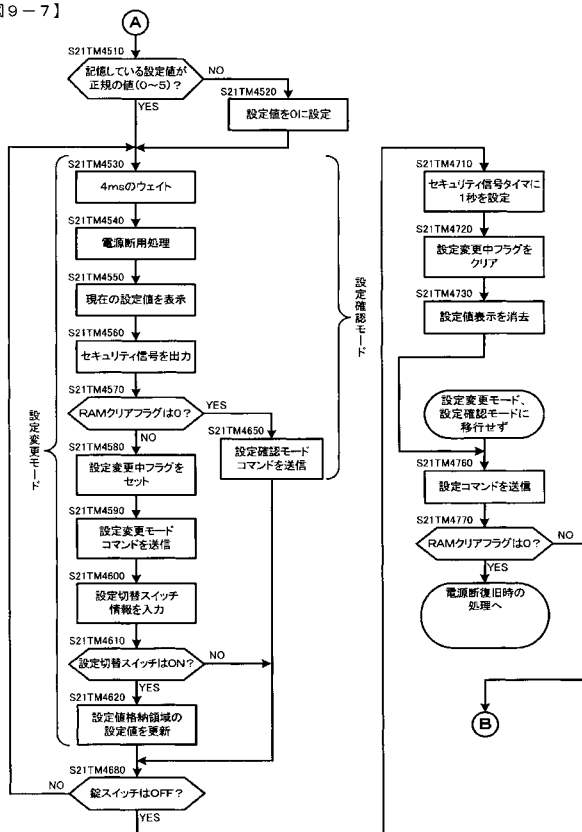 図9－7】
A
S21TM4510
記憶している設定値が
正規の値(0～5)？
NO
YES
S21TM4520
設定値を0に設定
S21TM4530
4msのウェイト
S21TM4540
電源断用処理
S21TM4550
現在の設定値を表示
S21TM4560
セキュリティ信号を出力
S21TM4570
RAMクリアフラグは0？
YES
NO
S21TM4650
設定確認モード
コマンドを送信
S21TM4580
設定変更中フラグを
セット
S21TM4590
設定変更モード
コマンドを送信
S21TM4600
設定切替スイッチ
情報を入力
S21TM4610
設定切替スイッチはON？
NO
YES
S21TM4620
設定値格納領域の
設定値を更新
S21TM4680
錠スイッチはOFF？
NO
YES
設定変更モード
設定確認モード
S21TM4710
セキュリティ信号タイマに
1秒を設定
S21TM4720
設定変更中フラグを
クリア
S21TM4730
設定値表示を消去
設定変更モード、
設定確認モードに
移行せず
S21TM4760
設定コマンドを送信
S21TM4770
RAMクリアフラグは0？
NO
YES
電源断復旧時の
処理へ
B